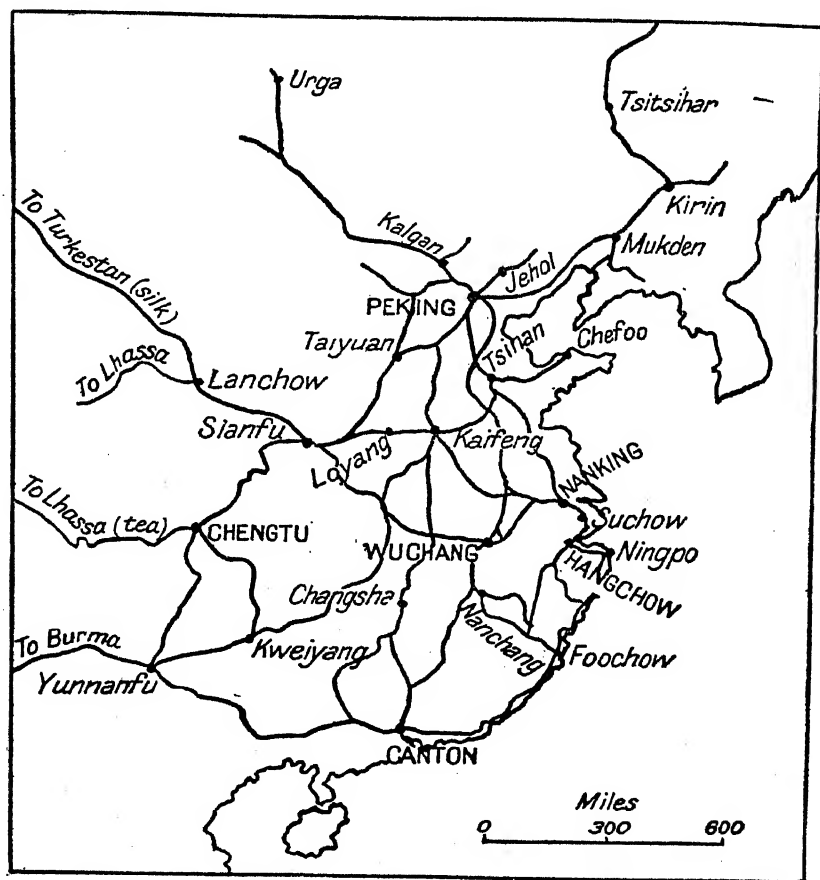 Urga
Tsitsihar
Kirin
Mukden
Kalgan
Jehol
PEKING
To Turkestan (silk)
Taiyuan
Tsinan
Chefoo
To Lhassa
Lanchow
Sianfu
Loyang
Kaifeng
NANKING
Suchow
To Lhassa (tea)
CHENGTU
WUCHANG
Ningpo
HANGCHOW
Changsha
Nanchang
To Burma
Kweiyang
Foochow
Yunnanfu
CANTON
Miles
0 300 600